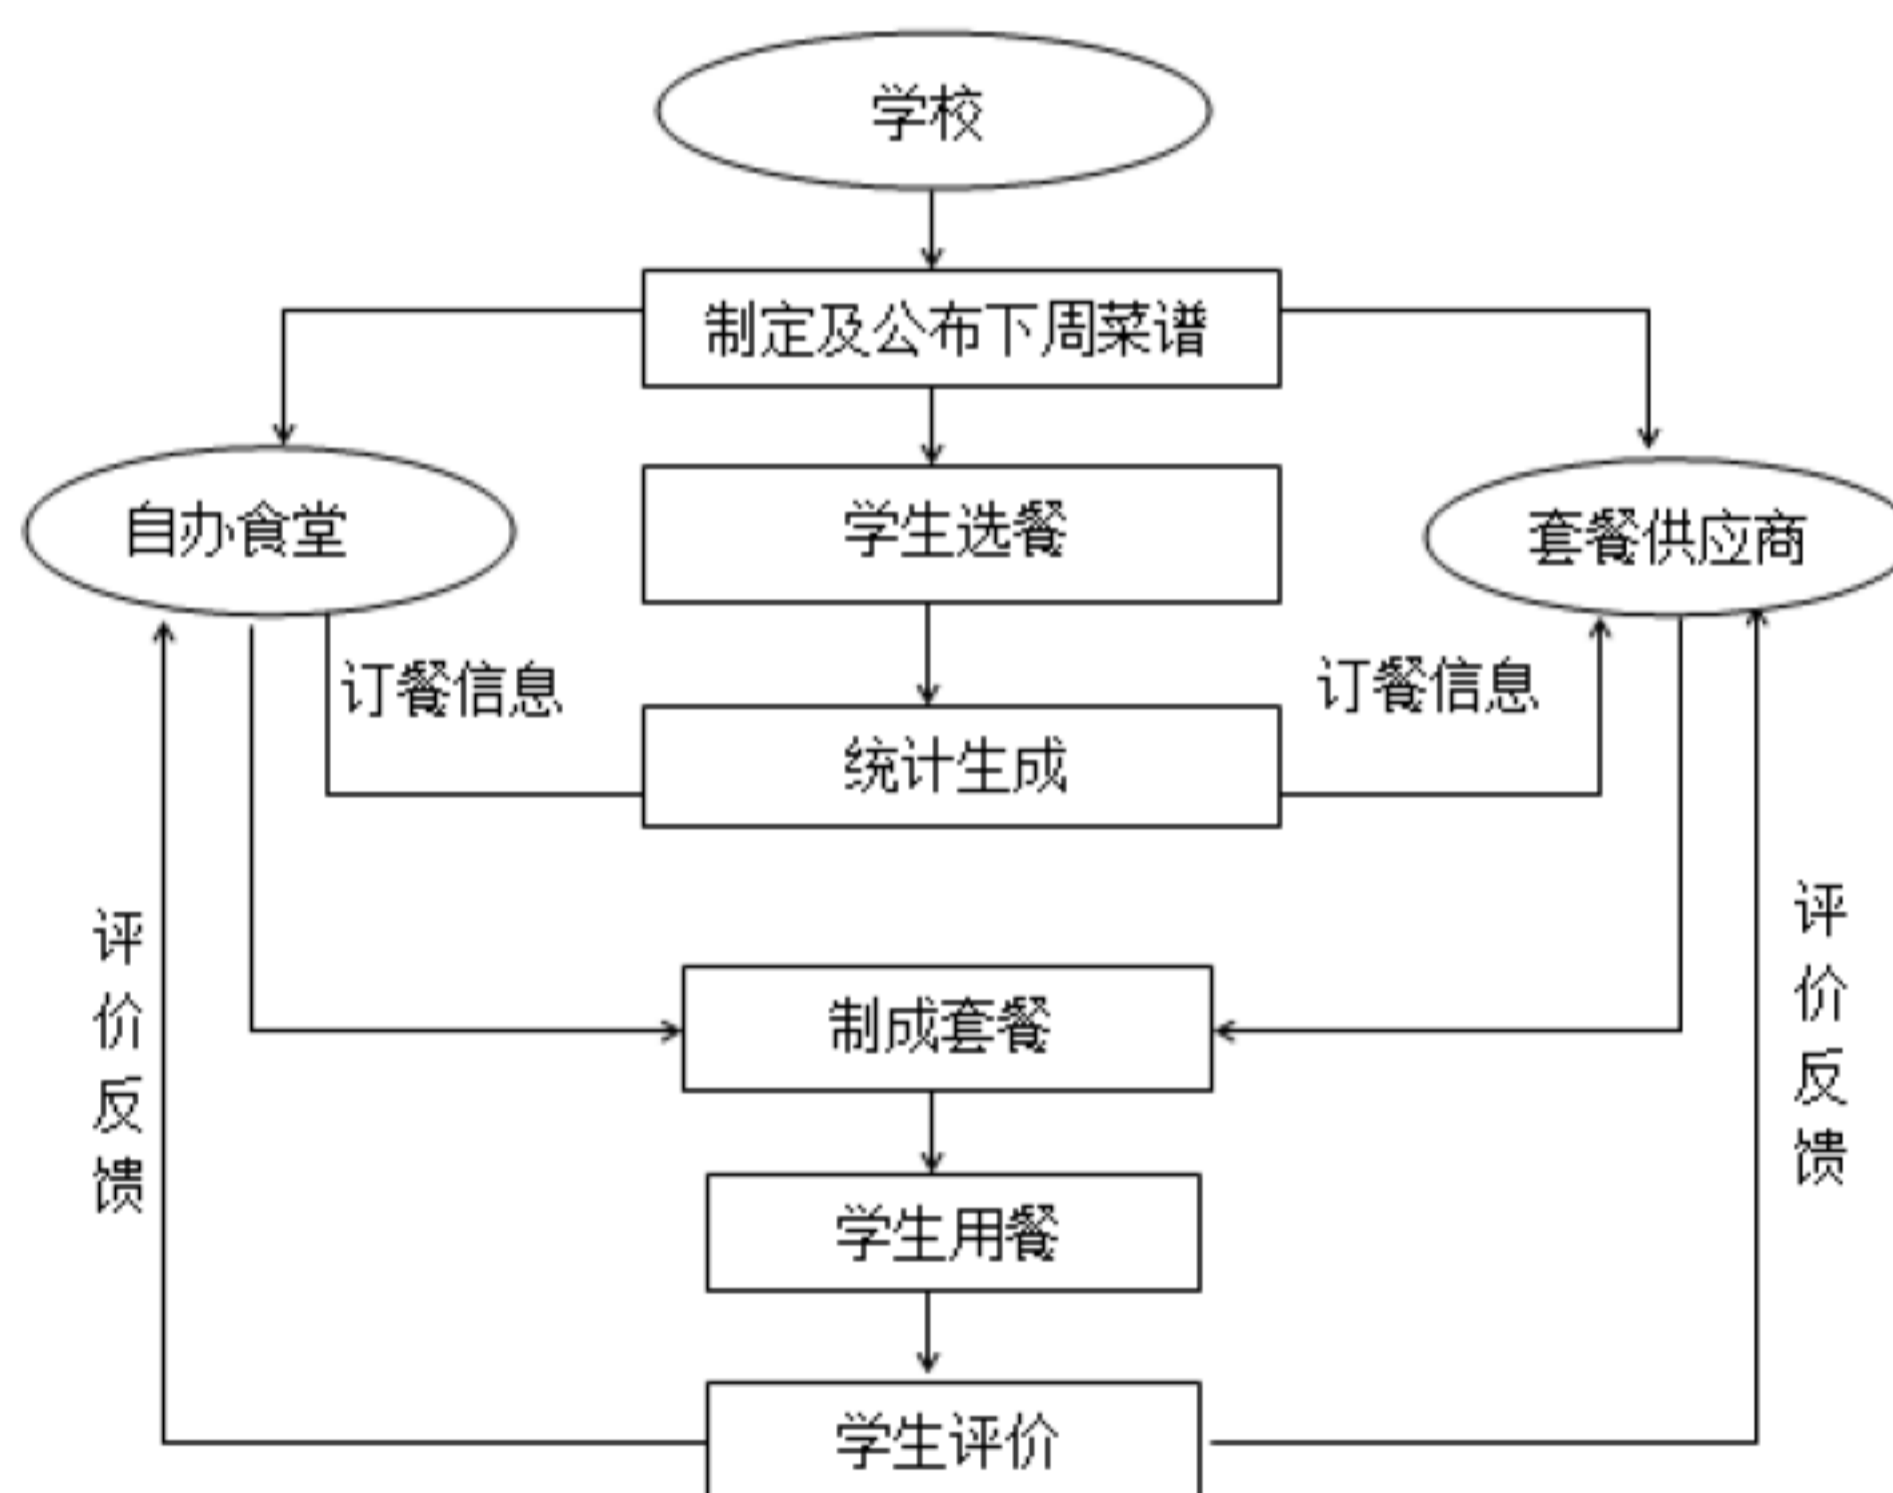 学校
制定及公布下周菜谱
自办食堂
学生选餐
套餐供应商
订餐信息
订餐信息
统计生成
评价反馈
评价反馈
制成套餐
学生用餐
学生评价